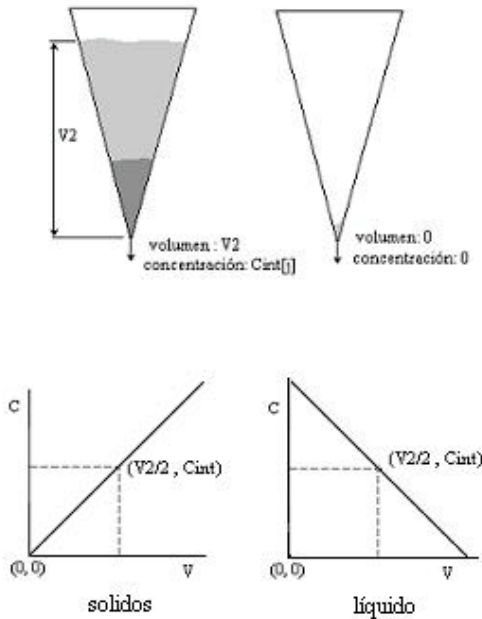 V2
volumen : V2
concentración: Cint[j]
volumen: 0
concentración: 0
C
(V2/2 , Cint)
(0, 0)
V
solidos
C
(V2/2 , Cint)
(0, 0)
V
líquido